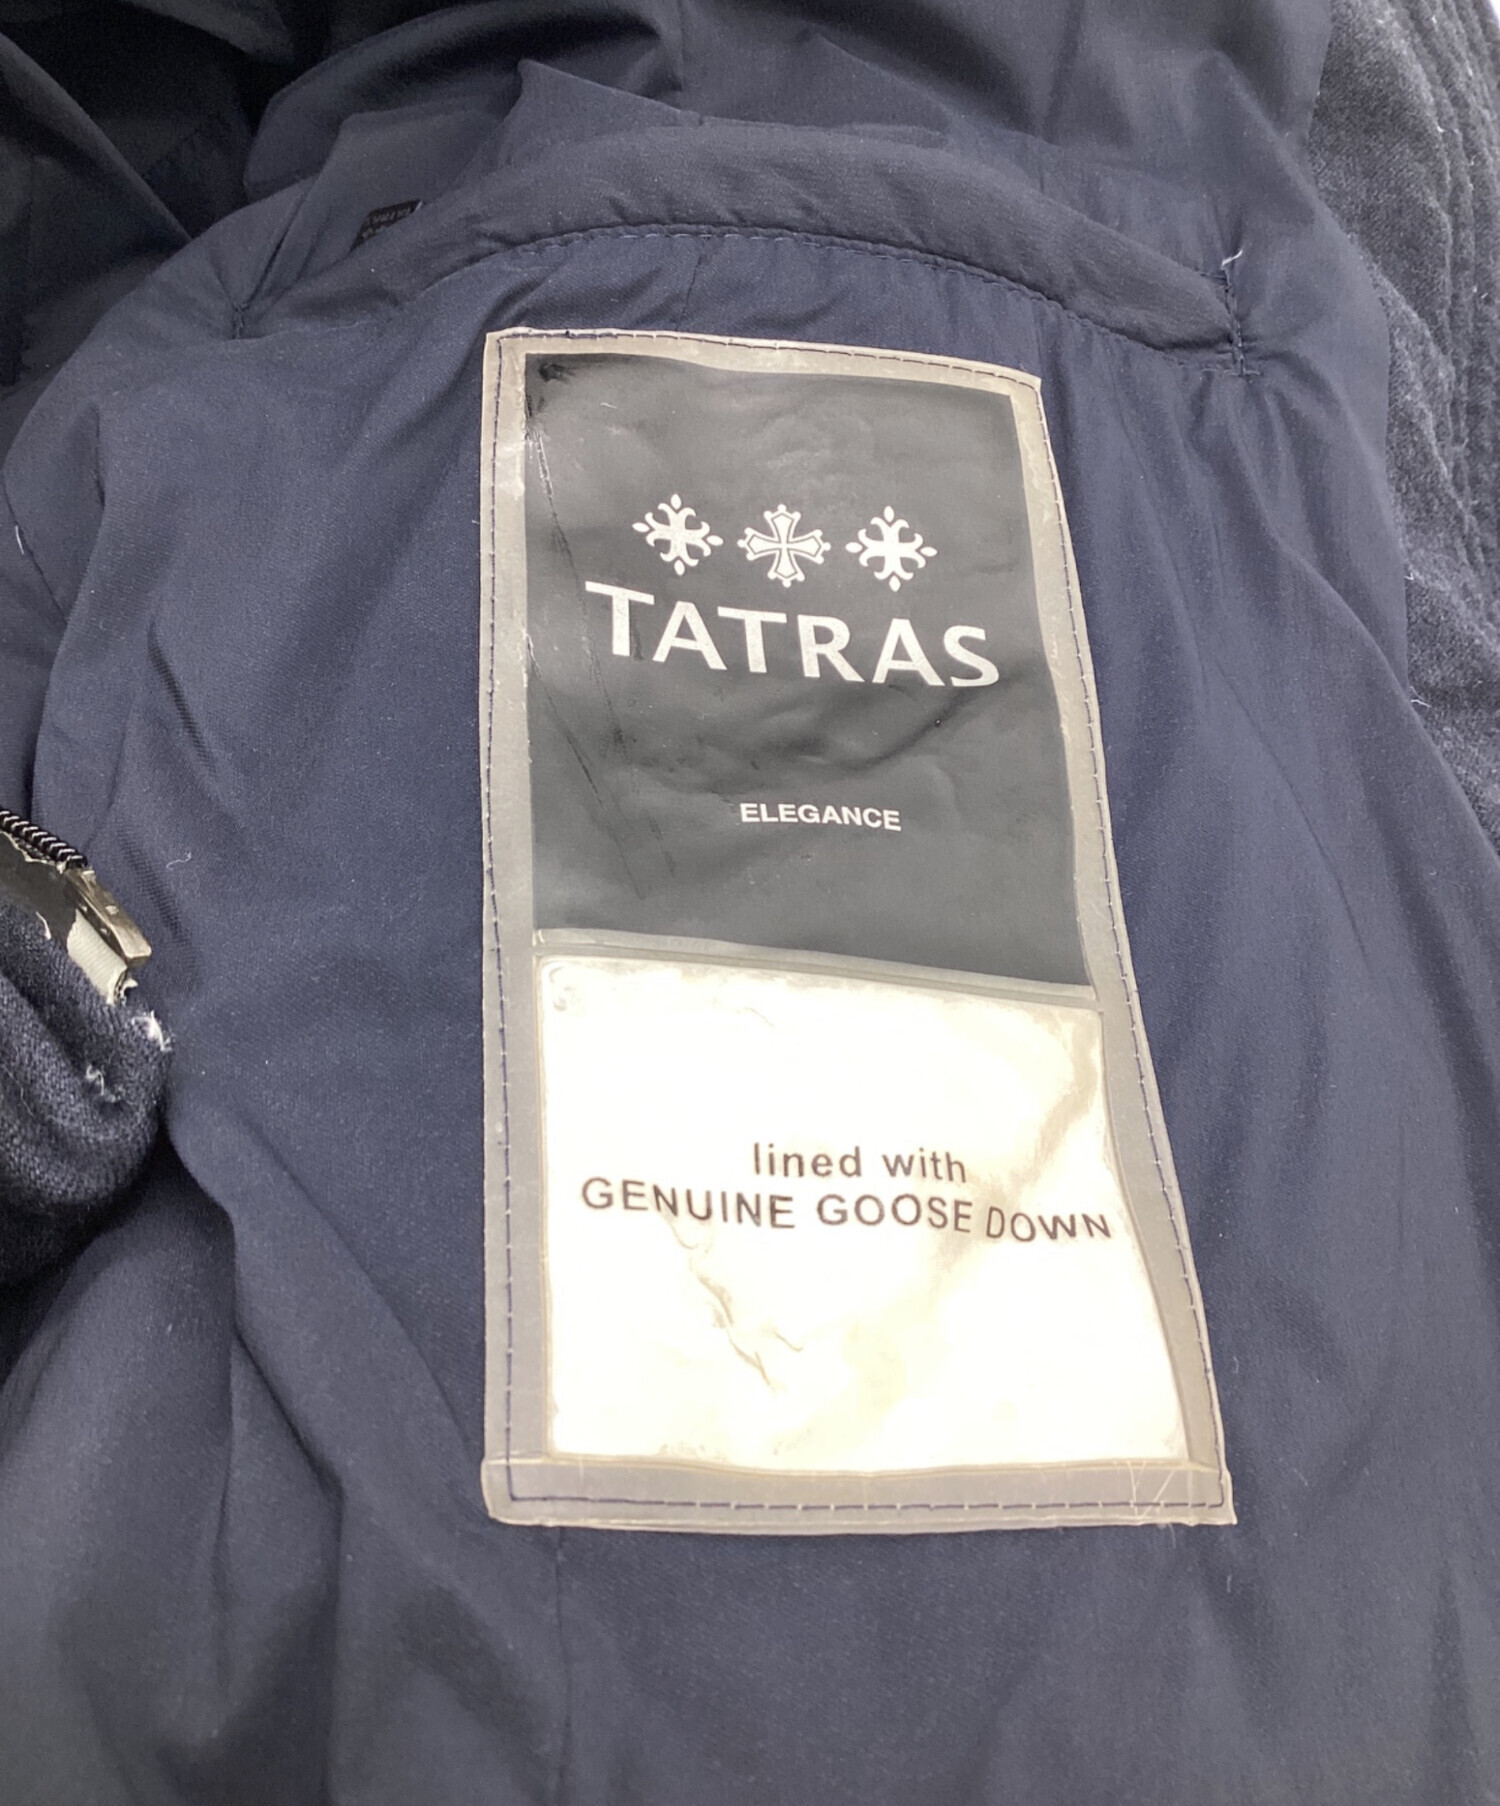 TATRAS
ELEGANCE
lined with
GENUINE GOOSE DOWN